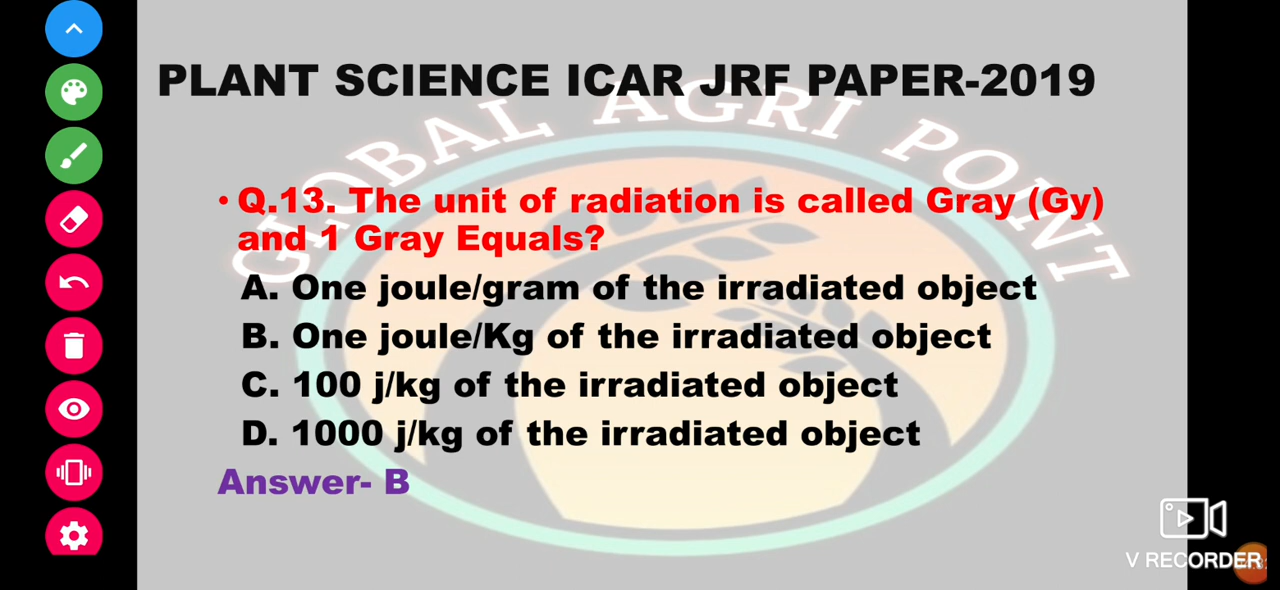 PLANT SCIENCE ICAR JRF PAPER-2019
GLOBAL AGRI POINT
• Q.13. The unit of radiation is called Gray (Gy)
and 1 Gray Equals?
A. One joule/gram of the irradiated object
B. One joule/Kg of the irradiated object
C. 100 j/kg of the irradiated object
D. 1000 j/kg of the irradiated object
Answer- B
V RECORDER